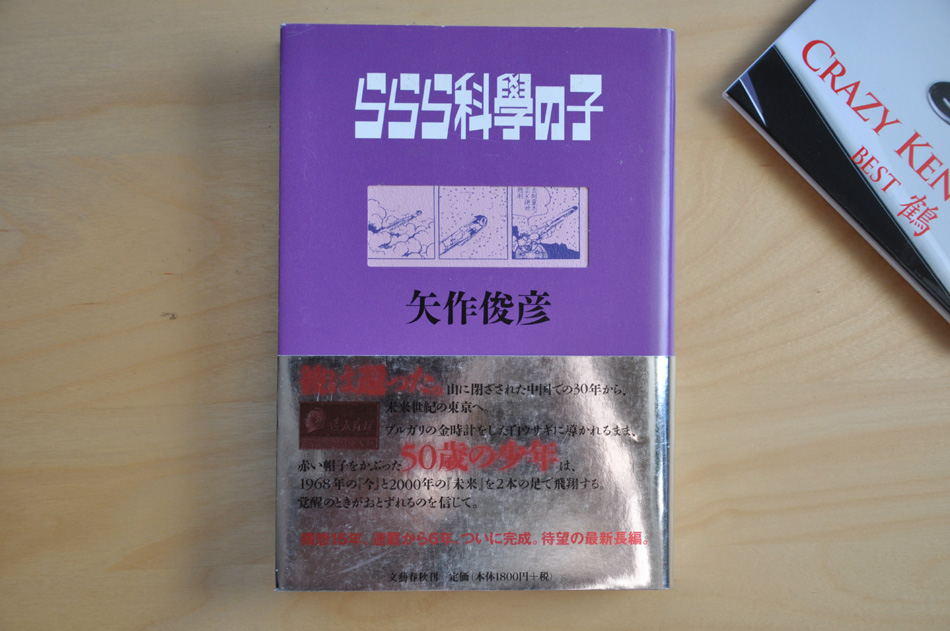 ららら科學の子
矢作俊彦
彼は還った。山に閉ざされた中国での30年から、
未来世紀の東京へ。
ブルガリの金時計をした白ウサギに導かれるまま、
赤い帽子をかぶった50歳の少年は、
1968年の『今』と2000年の『未来』を2本の足で飛翔する。
覚醒のときがおとずれるのを信じて。
構想15年、連載から6年、ついに完成。待望の最新長編。
文藝春秋刊 定価(本体1800円+税)
CRAZY KEN
BEST 鶴